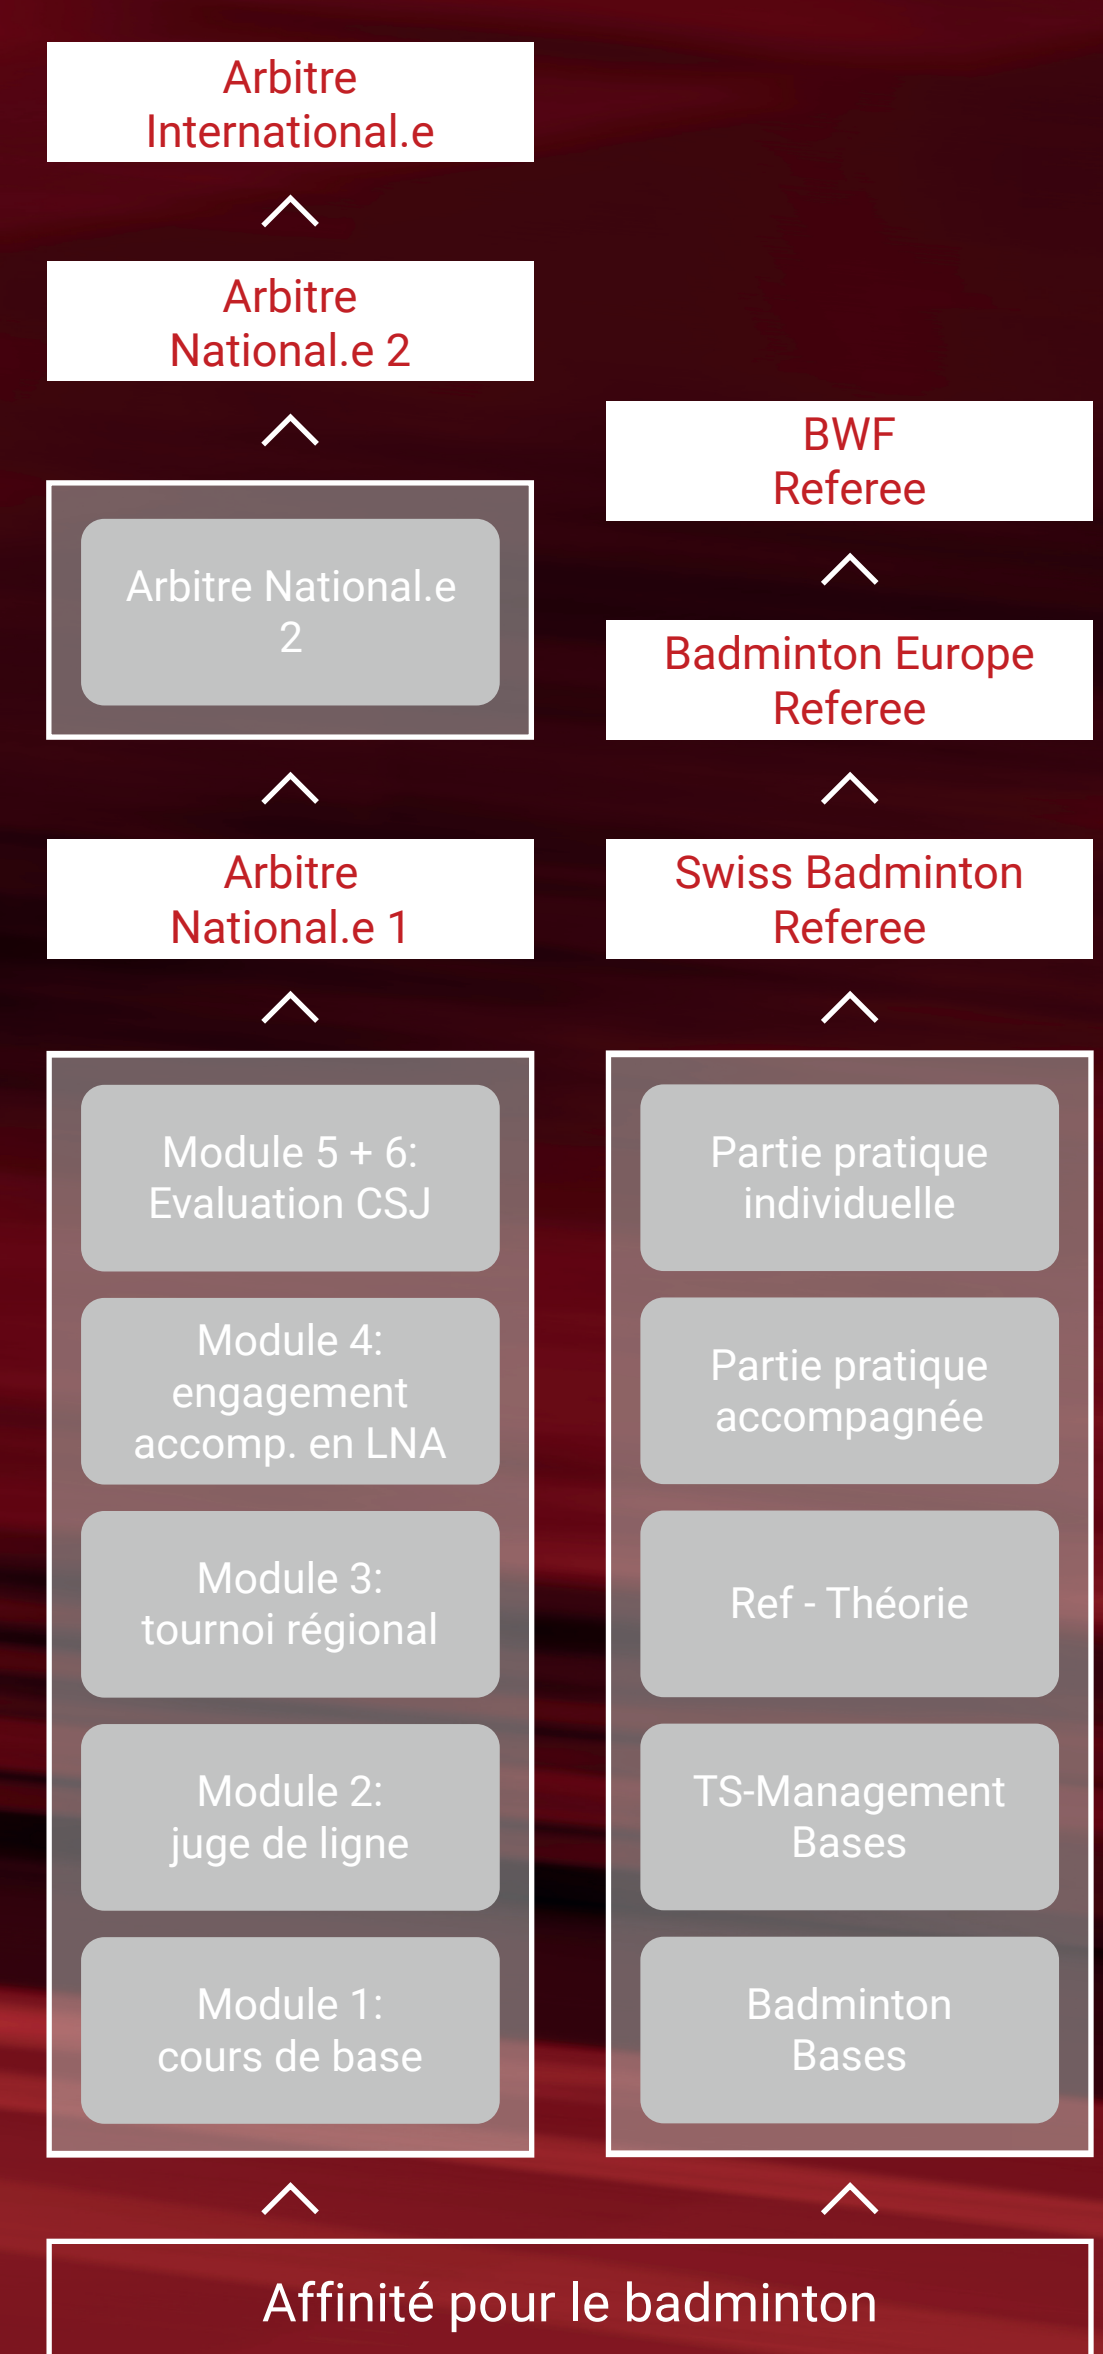 Arbitre
International.e
Arbitre
National.e 2
Arbitre National.e
2
Arbitre
National.e 1
Module 5 + 6:
Evaluation CSJ
Module 4:
engagement
accomp. en LNA
Module 3:
tournoi régional
Module 2:
juge de ligne
Module 1:
cours de base
BWF
Referee
Badminton Europe
Referee
Swiss Badminton
Referee
Partie pratique
individuelle
Partie pratique
accompagnée
Ref - Théorie
TS-Management
Bases
Badminton
Bases
Affinité pour le badminton